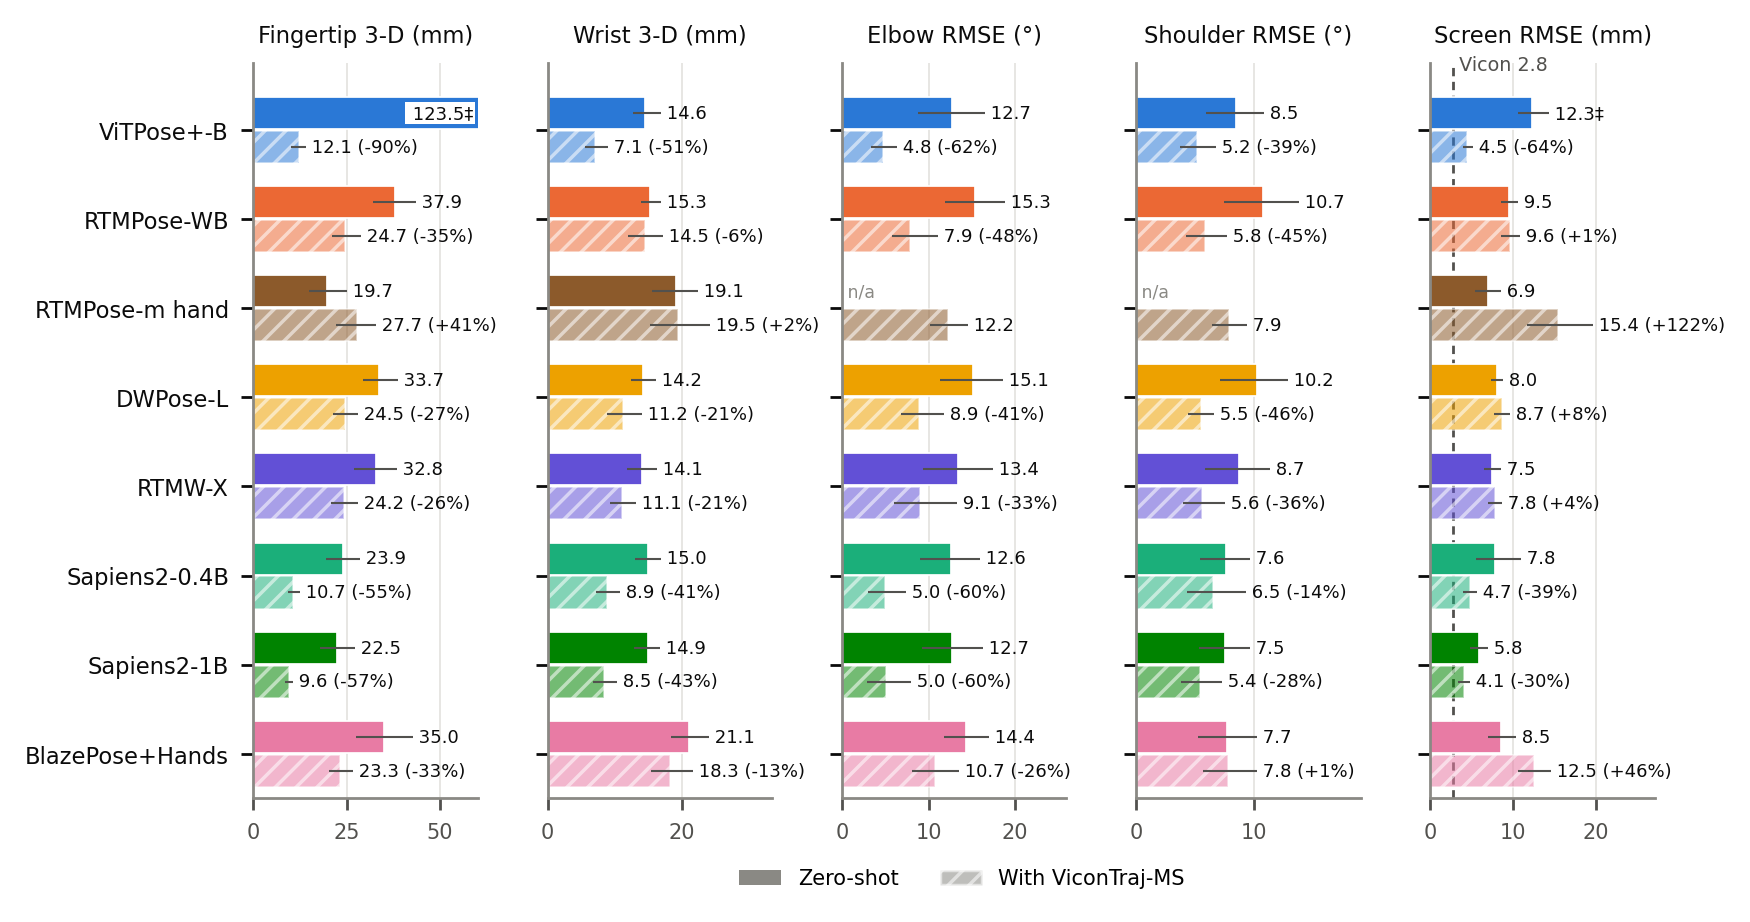 Fingertip 3-D (mm) Wrist 3-D (mm) Elbow RMSE (°) Shoulder RMSE (°) Screen RMSE (mm)
Vicon 2.8
ViTPose+-B
123.5‡ 14.6 12.7 8.5 12.3‡
12.1 (-90%) 7.1 (-51%) 4.8 (-62%) 5.2 (-39%) 4.5 (-64%)
RTMPose-WB
37.9 15.3 15.3 10.7 9.5
24.7 (-35%) 14.5 (-6%) 7.9 (-48%) 5.8 (-45%) 9.6 (+1%)
RTMPose-m hand
19.7 19.1 n/a n/a 6.9
27.7 (+41%) 19.5 (+2%) 12.2 7.9 15.4 (+122%)
DWPose-L
33.7 14.2 15.1 10.2 8.0
24.5 (-27%) 11.2 (-21%) 8.9 (-41%) 5.5 (-46%) 8.7 (+8%)
RTMW-X
32.8 14.1 13.4 8.7 7.5
24.2 (-26%) 11.1 (-21%) 9.1 (-33%) 5.6 (-36%) 7.8 (+4%)
Sapiens2-0.4B
23.9 15.0 12.6 7.6 7.8
10.7 (-55%) 8.9 (-41%) 5.0 (-60%) 6.5 (-14%) 4.7 (-39%)
Sapiens2-1B
22.5 14.9 12.7 7.5 5.8
9.6 (-57%) 8.5 (-43%) 5.0 (-60%) 5.4 (-28%) 4.1 (-30%)
BlazePose+Hands
35.0 21.1 14.4 7.7 8.5
23.3 (-33%) 18.3 (-13%) 10.7 (-26%) 7.8 (+1%) 12.5 (+46%)
0 25 50 0 20 0 10 20 0 10 0 10 20
Zero-shot With ViconTraj-MS